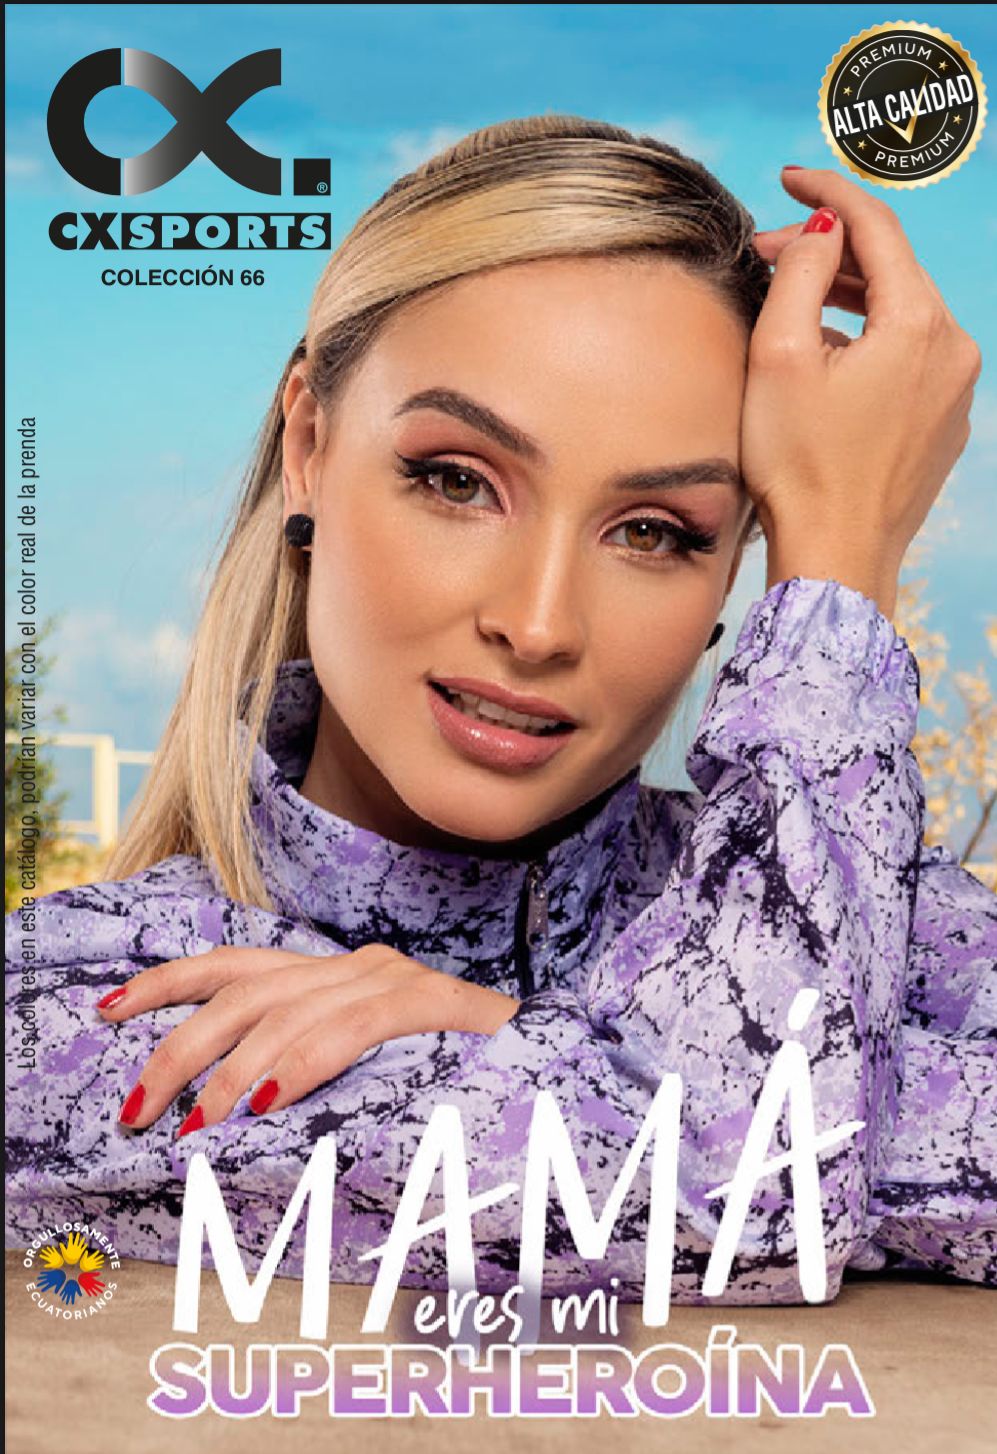 CX.®
CXSPORTS
COLECCIÓN 66
PREMIUM
ALTA CALIDAD
PREMIUM
Los colores en este catálogo, podrían variar con el color real de la prenda
MAMÁ
eres mi
SUPERHEROÍNA
ORGULLOSAMENTE
ECUATORIANOS